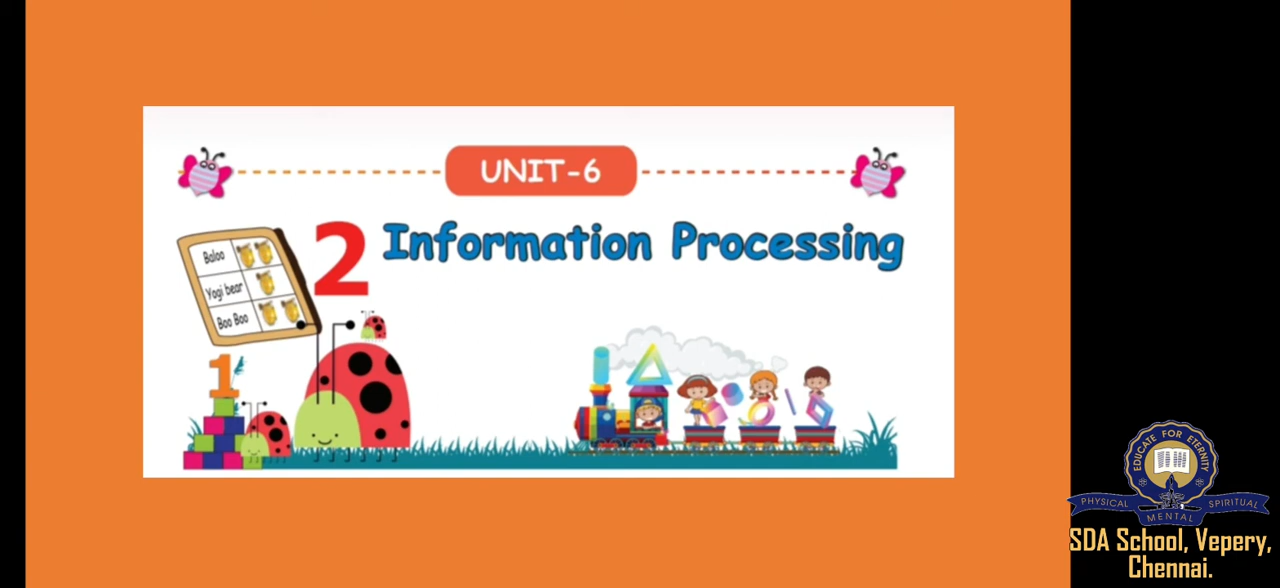 UNIT-6
2 Information Processing
Baloo
Yogi bear
Boo Boo
1
EDUCATE FOR ETERNITY
PHYSICAL
MENTAL
SPIRITUAL
SDA School, Vepery,
Chennai.